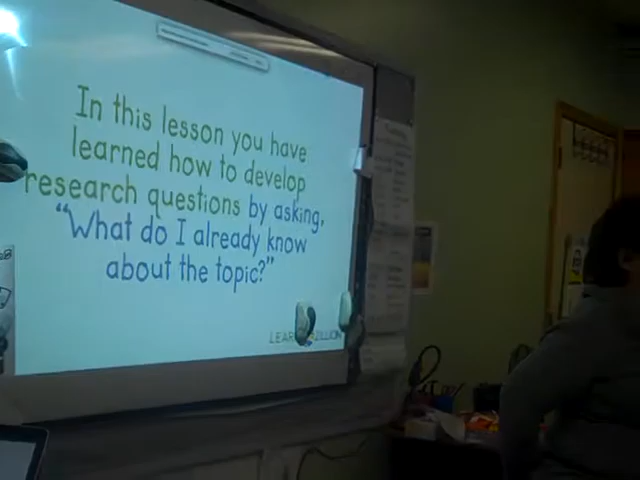 In this lesson you have
learned how to develop
research questions by asking,
"What do I already know
about the topic?"
LEARNZILLION